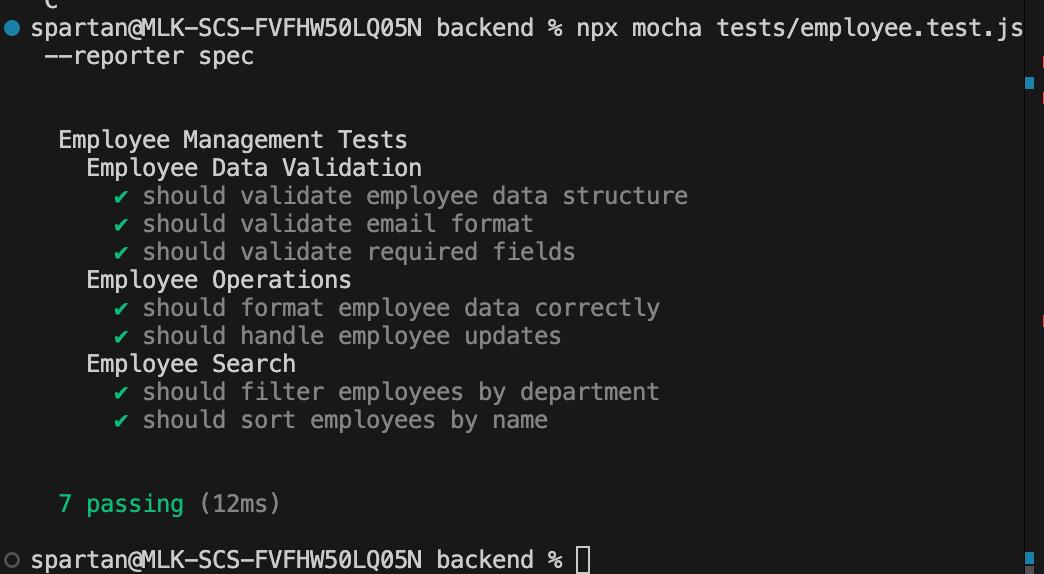 spartan@MLK-SCS-FVFHW50LQ05N backend % npx mocha tests/employee.test.js
--reporter spec
Employee Management Tests
Employee Data Validation
✔ should validate employee data structure
✔ should validate email format
✔ should validate required fields
Employee Operations
✔ should format employee data correctly
✔ should handle employee updates
Employee Search
✔ should filter employees by department
✔ should sort employees by name
7 passing (12ms)
spartan@MLK-SCS-FVFHW50LQ05N backend %